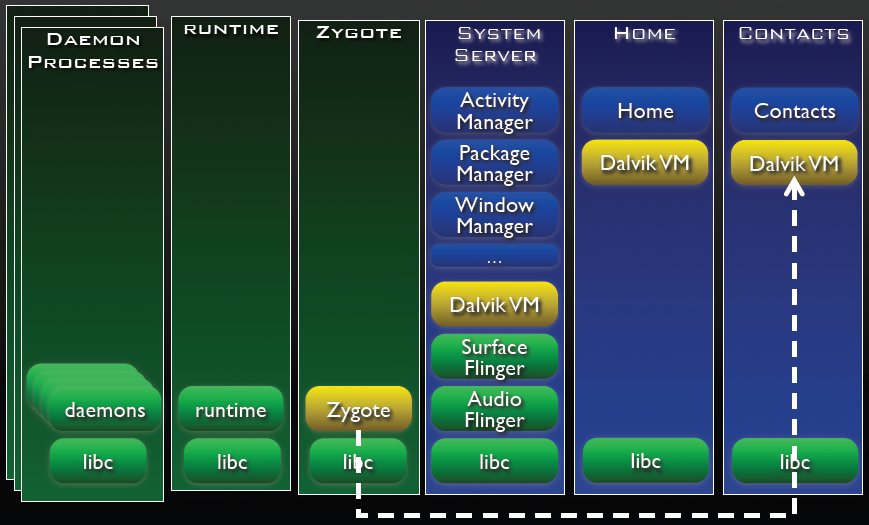 DAEMON
PROCESSES
daemons
libc
RUNTIME
runtime
libc
ZYGOTE
Zygote
libc
SYSTEM
SERVER
Activity
Manager
Package
Manager
Window
Manager
...
Dalvik VM
Surface
Flinger
Audio
Flinger
libc
HOME
Home
Dalvik VM
libc
CONTACTS
Contacts
Dalvik VM
libc